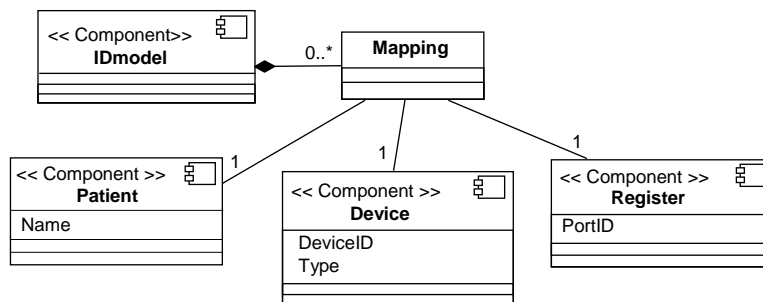 << Component>>
IDmodel
0..*
Mapping
1
1
1
<< Component >>
Patient
Name
<< Component >>
Device
DeviceID
Type
<< Component >>
Register
PortID